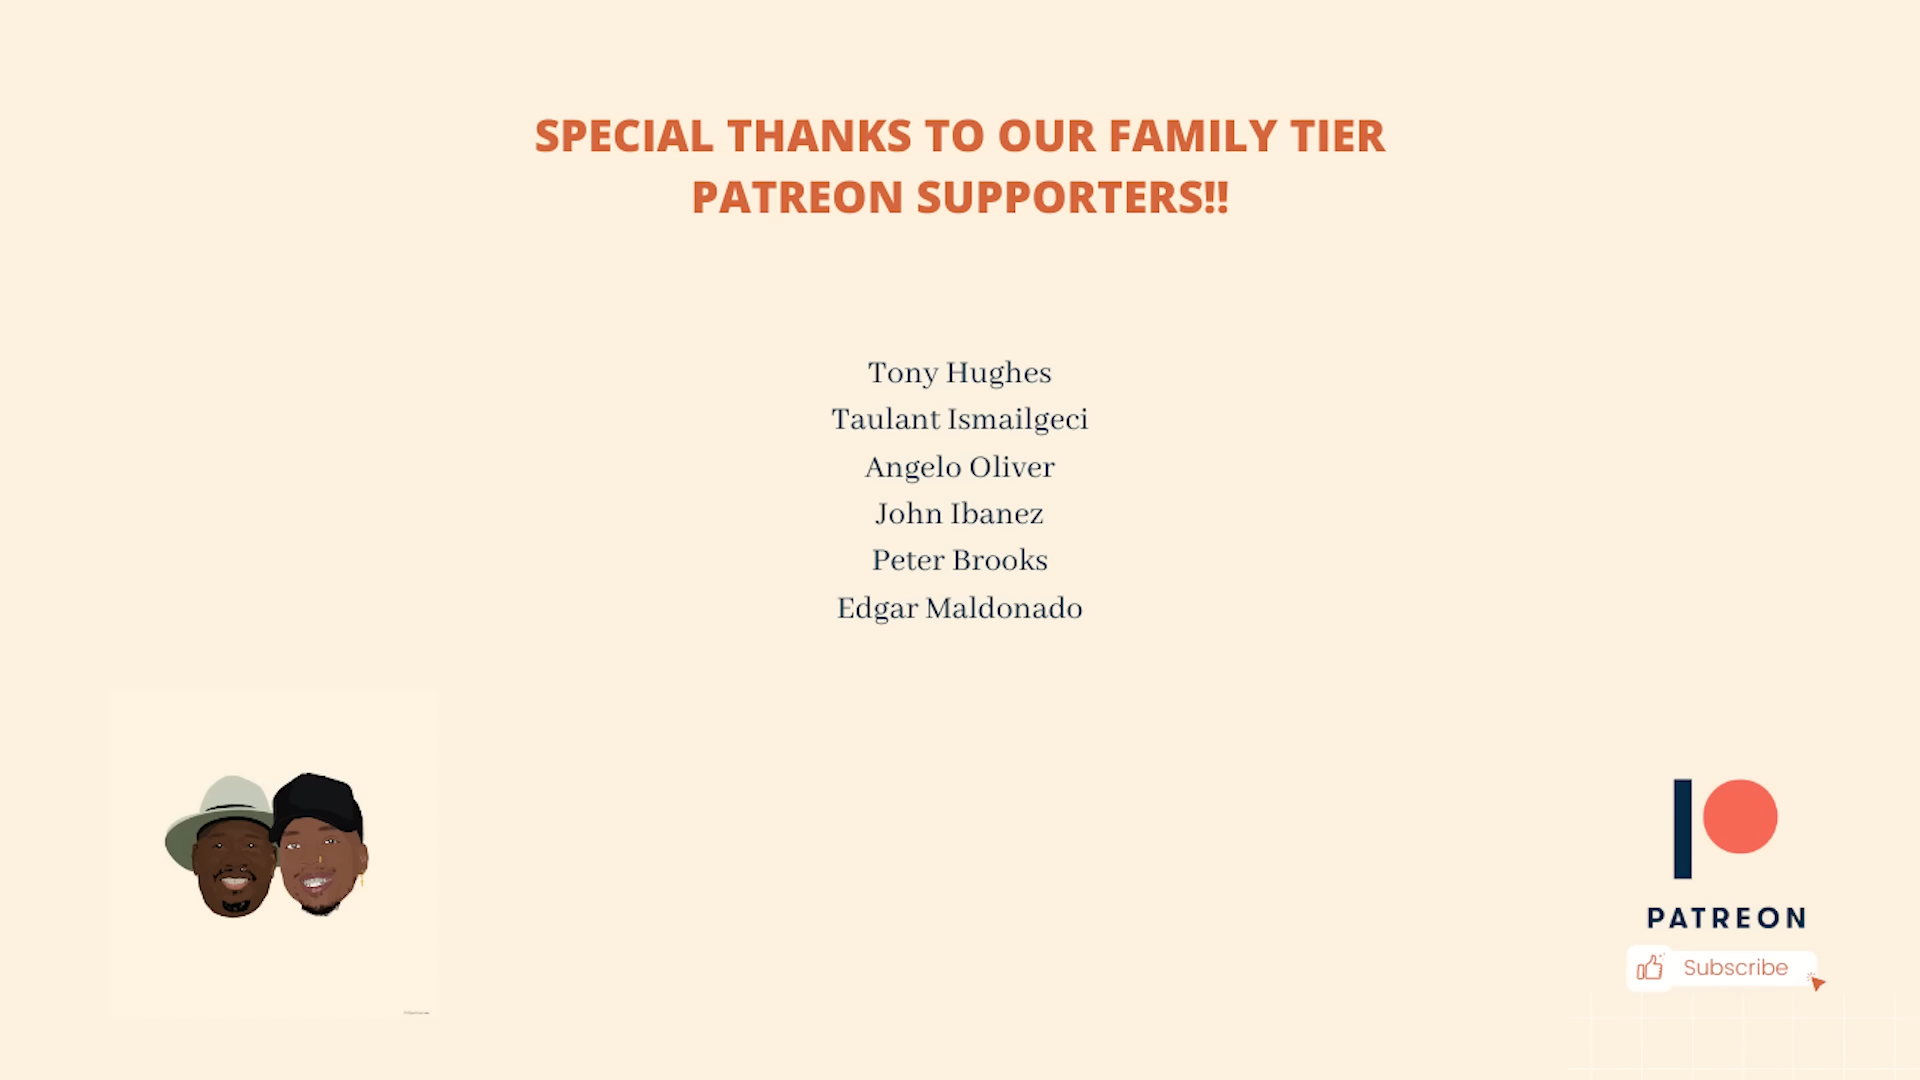 SPECIAL THANKS TO OUR FAMILY TIER
PATREON SUPPORTERS!!
Tony Hughes
Taulant Ismailgeci
Angelo Oliver
John Ibanez
Peter Brooks
Edgar Maldonado
PATREON
Subscribe